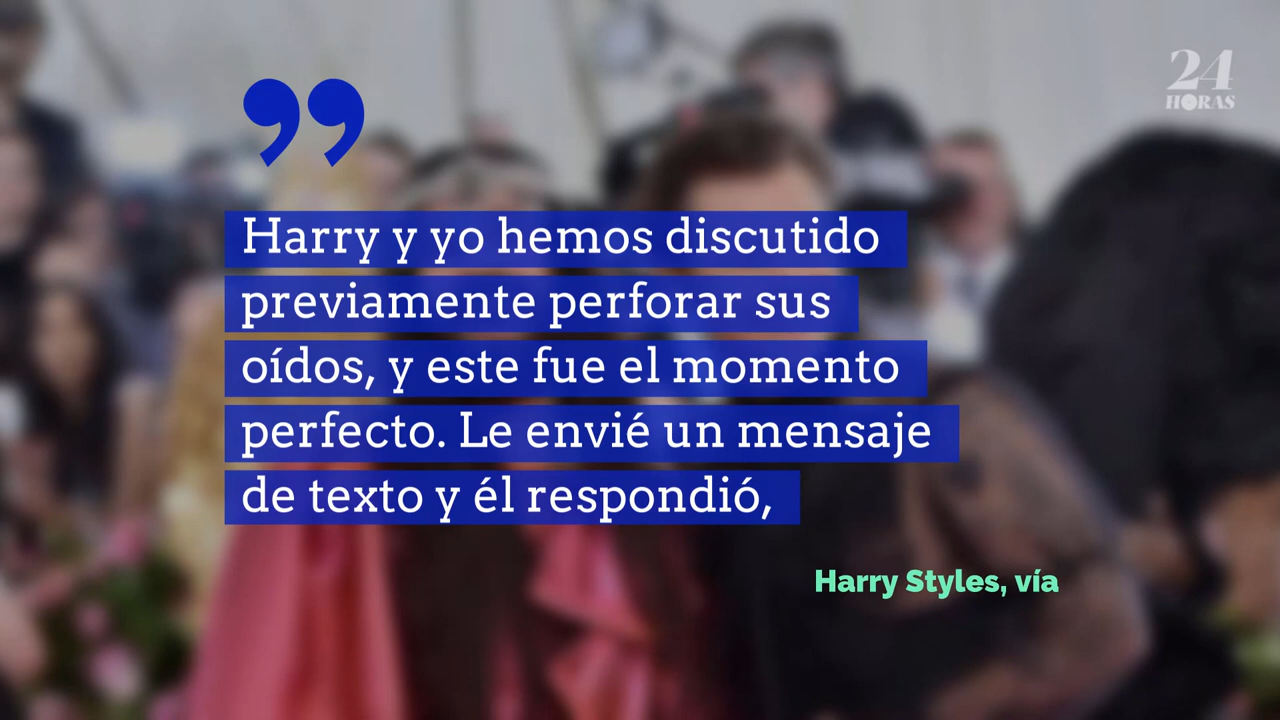 24
HORAS
”
Harry y yo hemos discutido
previamente perforar sus
oídos, y este fue el momento
perfecto. Le envié un mensaje
de texto y él respondió,
Harry Styles, vía